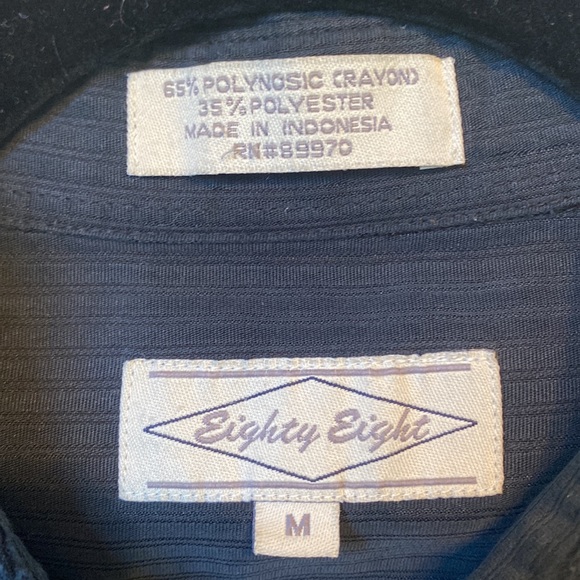 65% POLYNOSIC (RAYON)
35% POLYESTER
MADE IN INDONESIA
RN#89970
Eighty Eight
M